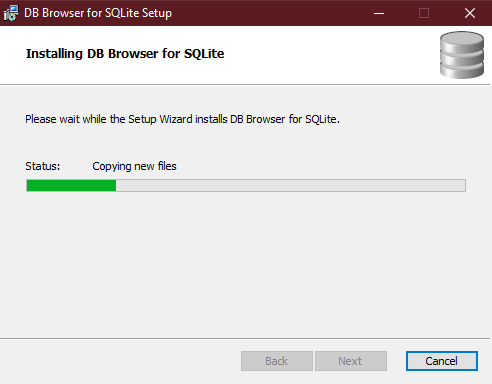 DB Browser for SQLite Setup
Installing DB Browser for SQLite
Please wait while the Setup Wizard installs DB Browser for SQLite.
Status: Copying new files
Back Next Cancel